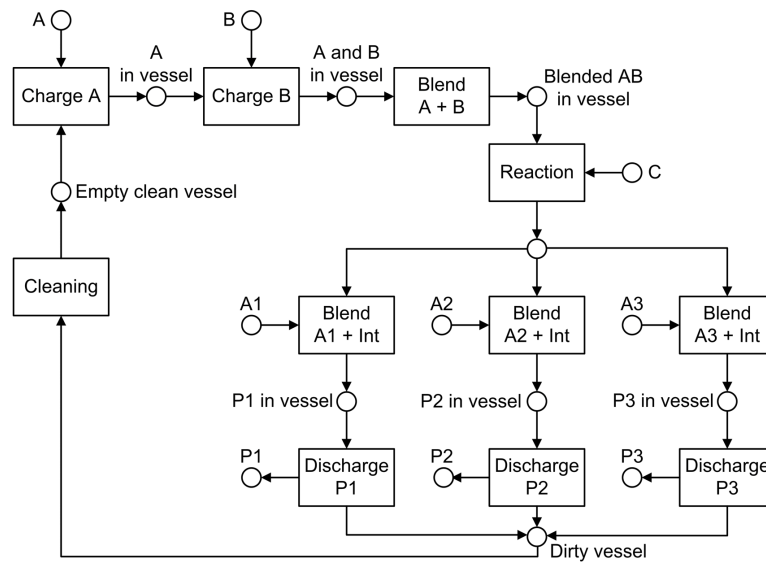 A
B
A
in vessel
A and B
in vessel
Charge A
Charge B
Blend
A + B
Blended AB
in vessel
Reaction
C
Empty clean vessel
Cleaning
A1
Blend
A1 + Int
A2
Blend
A2 + Int
A3
Blend
A3 + Int
P1 in vessel
P2 in vessel
P3 in vessel
P1
Discharge
P1
P2
Discharge
P2
P3
Discharge
P3
Dirty vessel